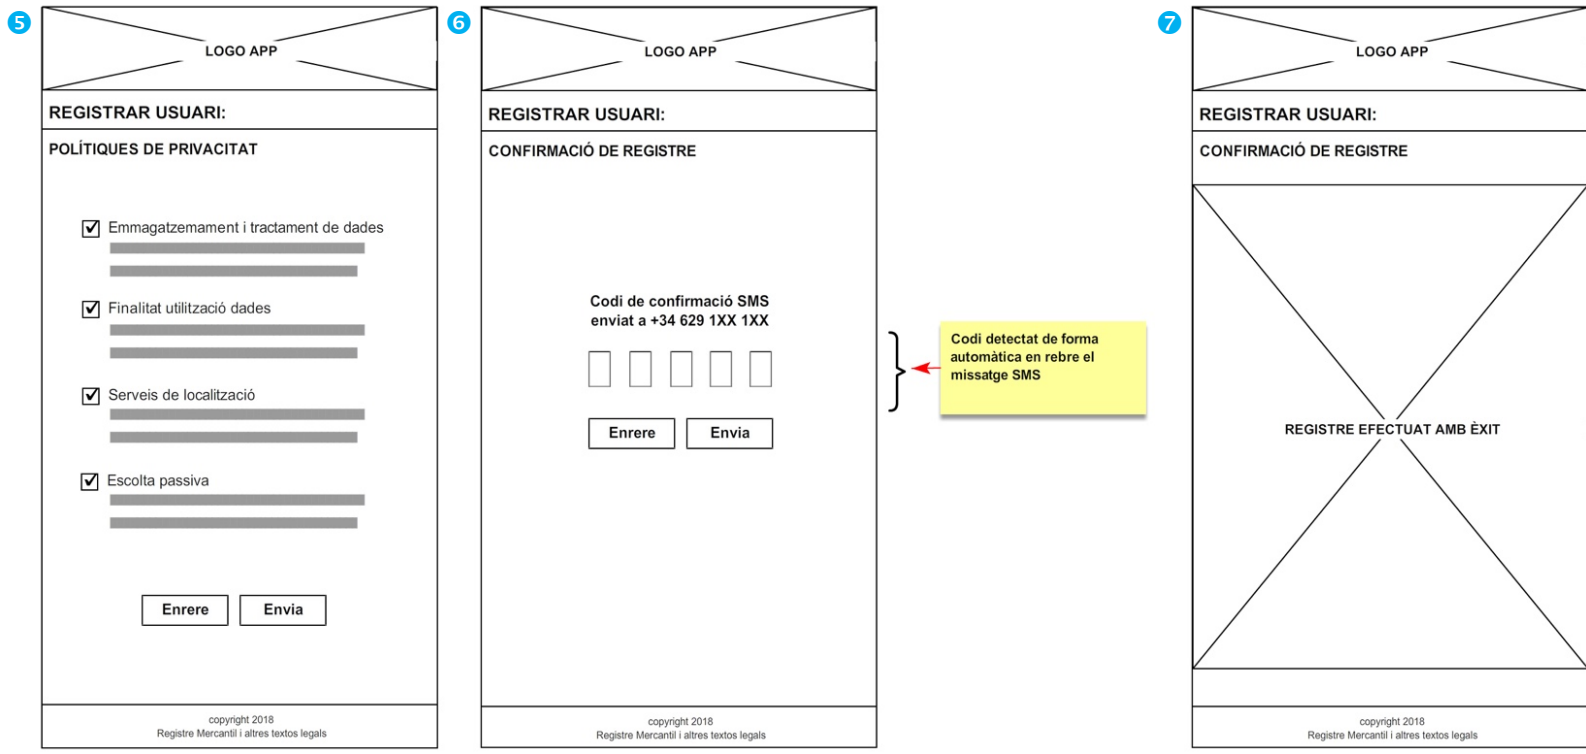 5
LOGO APP
REGISTRAR USUARI:
POLÍTIQUES DE PRIVACITAT
Emmagatzemament i tractament de dades
Finalitat utilització dades
Serveis de localització
Escolta passiva
Enrere
Envia
copyright 2018
Registre Mercantil i altres textos legals
6
LOGO APP
REGISTRAR USUARI:
CONFIRMACIÓ DE REGISTRE
Codi de confirmació SMS
enviat a +34 629 1XX 1XX
Enrere
Envia
copyright 2018
Registre Mercantil i altres textos legals
Codi detectat de forma
automàtica en rebre el
missatge SMS
7
LOGO APP
REGISTRAR USUARI:
CONFIRMACIÓ DE REGISTRE
REGISTRE EFECTUAT AMB ÈXIT
copyright 2018
Registre Mercantil i altres textos legals